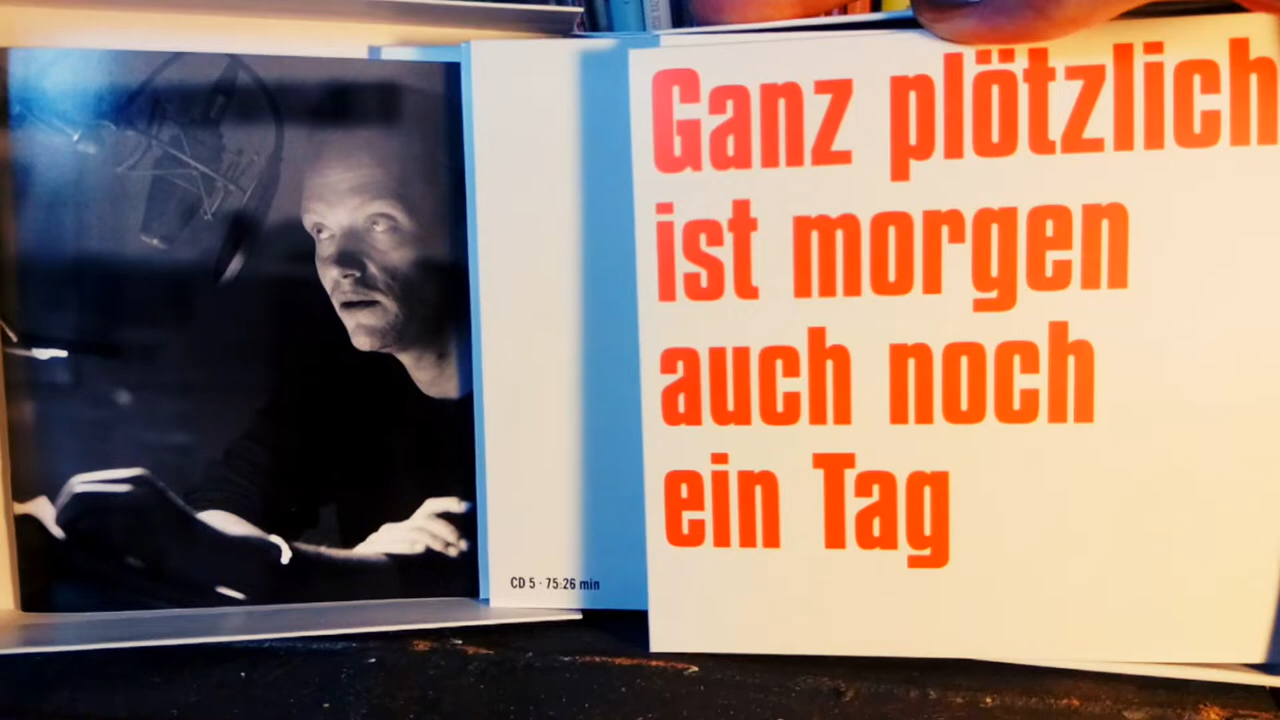 Ganz plötzlich
ist morgen
auch noch
ein Tag
CD 5 · 75:26 min